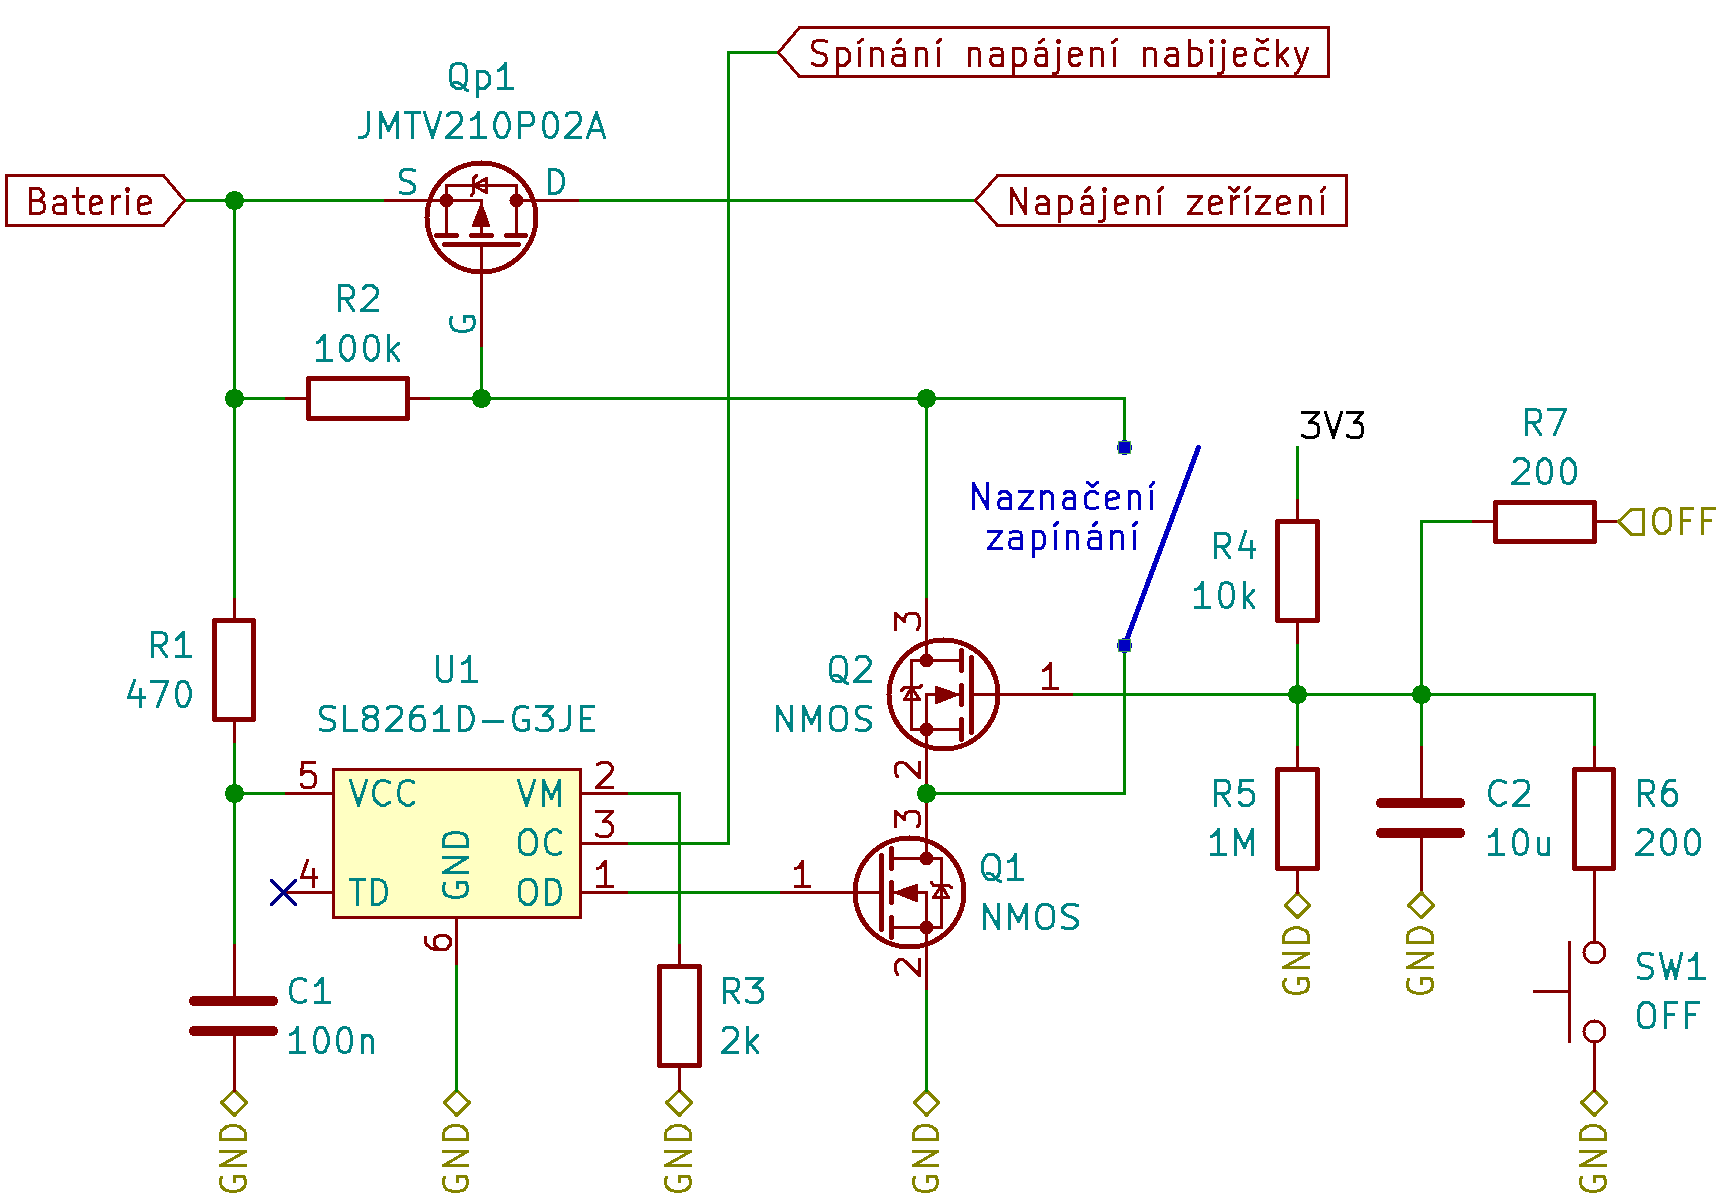 Spínání napájení nabiječky
Qp1
JMTV210P02A
Baterie
S
D
Napájení zeřízení
G
R2
100k
3V3
R7
200
OFF
Naznačení
zapínání
R4
10k
R1
470
U1
SL8261D-G3JE
3
Q2
NMOS
1
2
5
VCC
VM
2
OC
3
GND
4
TD
OD
1
6
1
3
Q1
NMOS
2
R5
1M
C2
10u
R6
200
GND
GND
SW1
OFF
C1
100n
R3
2k
GND
GND
GND
GND
GND